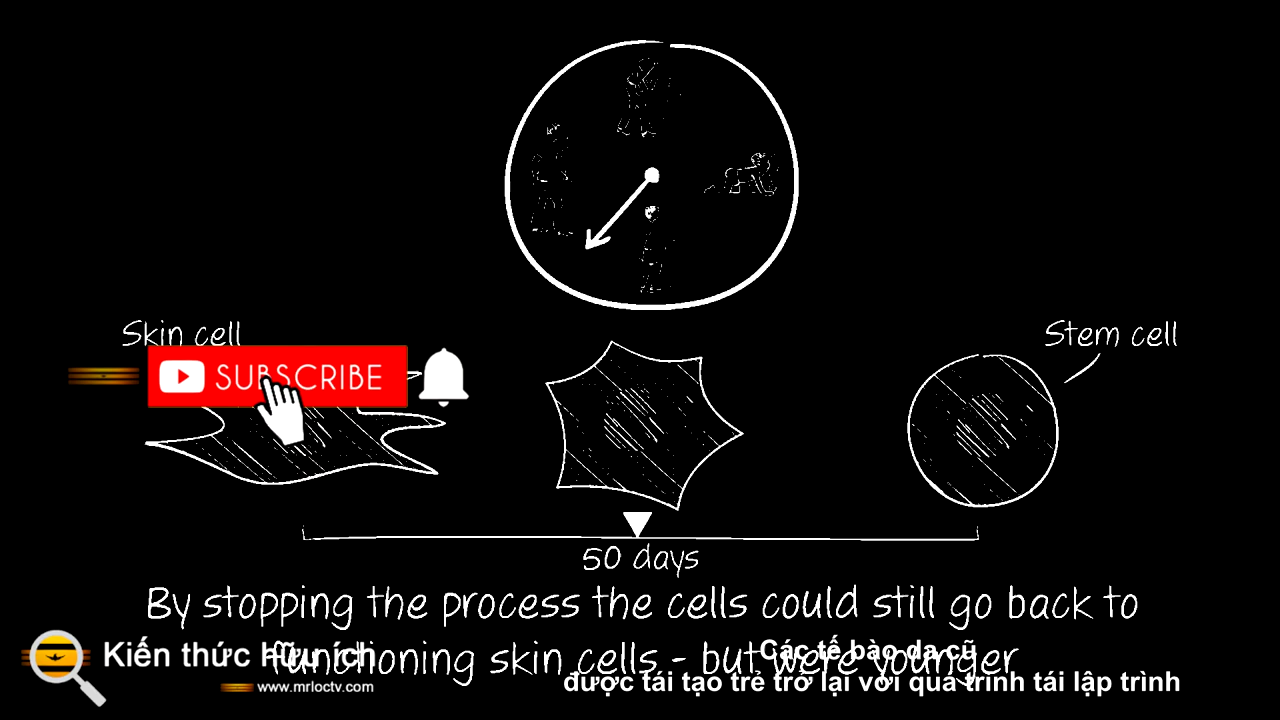 Skin cell
Stem cell
SUBSCRIBE
50 days
By stopping the process the cells could still go back to
functioning skin cells - but were younger
Kiến thức hữu ích
www.mrloctv.com
Các tế bào da cũ
được tái tạo trẻ trở lại với quá trình tái lập trình